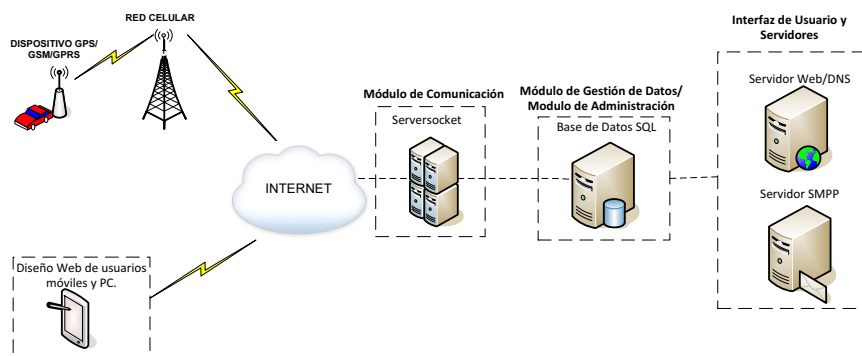 RED CELULAR
DISPOSITIVO GPS/
GSM/GPRS
Interfaz de Usuario y
Servidores
Servidor Web/DNS
Servidor SMPP
Módulo de Comunicación
Serversocket
Módulo de Gestión de Datos/
Modulo de Administración
Base de Datos SQL
INTERNET
Diseño Web de usuarios
móviles y PC.